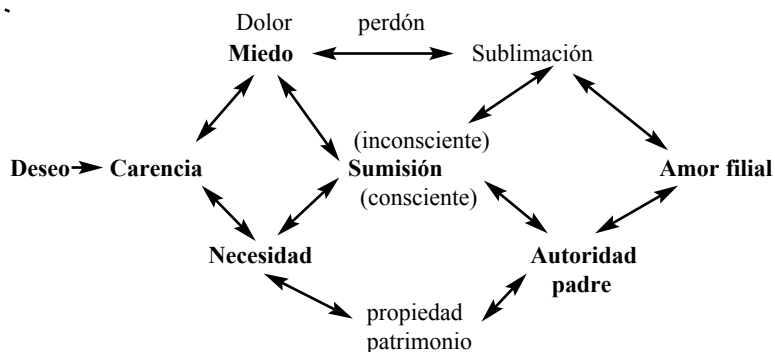 Dolor perdón
Miedo Sublimación
(inconsciente)
Deseo Carencia Sumisión Amor filial
(consciente)
Necesidad Autoridad
padre
propiedad
patrimonio